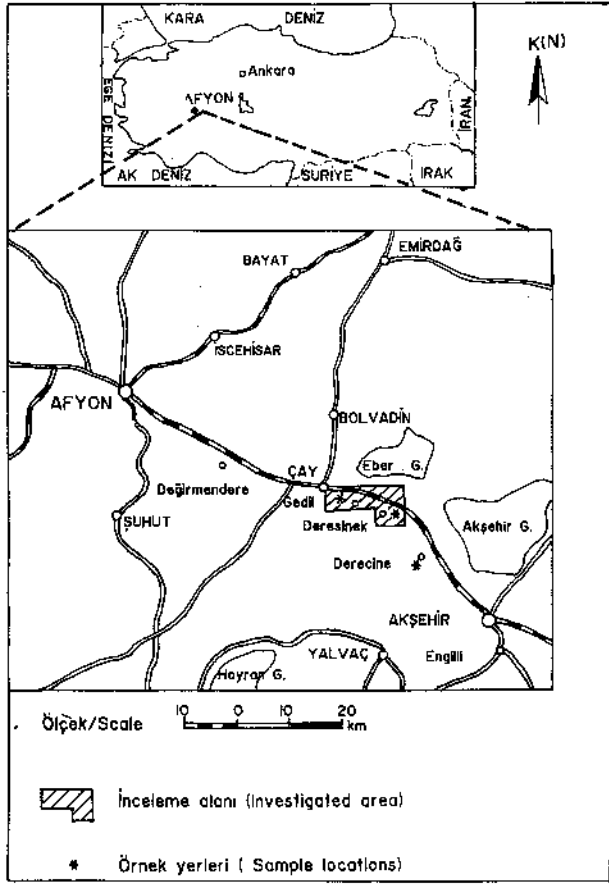 KARA DENİZ
K(N)
Ankara
AFYON
EGE DENİZİ
İRAN
AK DENİZ
SURİYE
IRAK
EMİRDAĞ
BAYAT
İSCEHİSAR
AFYON
BOLVADİN
Eber G.
Değirmendere
ÇAY
Gedil
ŞUHUT
Deresinek
Akşehir G.
Derecine
AKŞEHİR
YALVAÇ
Engilli
Hoyran G.
Ölçek/Scale
10 0 10 20
km
İnceleme alanı (Investigated area)
* Örnek yerleri ( Sample locations)